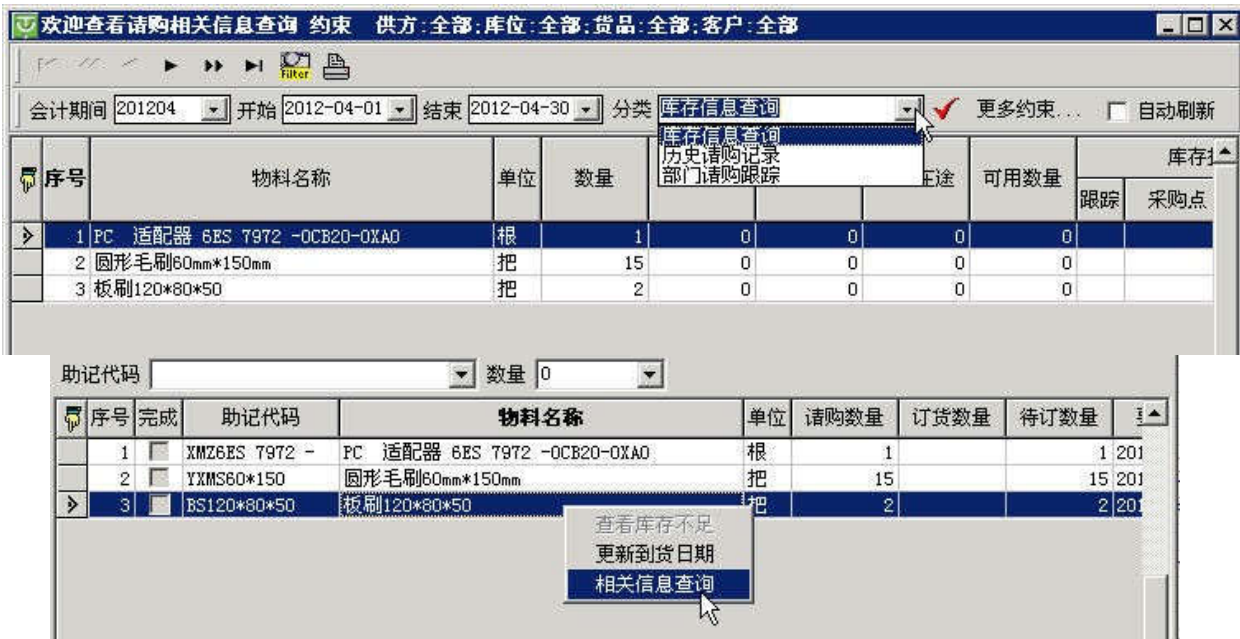 欢迎查看请购相关信息查询 约束 供方:全部;库位:全部;货品:全部;客户:全部
Filter
会计期间 201204 开始 2012-04-01 结束 2012-04-30 分类 库存信息查询 更多约束... 自动刷新
库存信息查询
历史请购记录
部门请购跟踪
序号 物料名称 单位 数量 在途 可用数量 库存
跟踪 采购点
1 PC 适配器 6ES 7972 -0CB20-0XA0 根 1 0 0 0 0
2 圆形毛刷60mm*150mm 把 15 0 0 0 0
3 板刷120*80*50 把 2 0 0 0 0
助记代码 数量 0
序号 完成 助记代码 物料名称 单位 请购数量 订货数量 待订数量
1 XMZ6ES 7972 - PC 适配器 6ES 7972 -0CB20-0XA0 根 1 1 201
2 YXMS60*150 圆形毛刷60mm*150mm 把 15 15 201
3 BS120*80*50 板刷120*80*50 把 2 2 201
查看库存不足
更新到货日期
相关信息查询